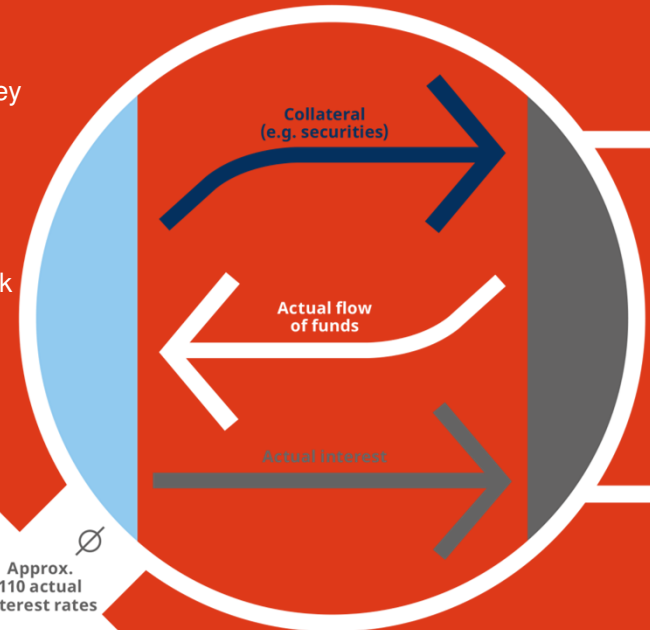 ey
Collateral
(e.g. securities)
k
Actual flow
of funds
Actual interest
Ø
Approx.
110 actual
terest rates